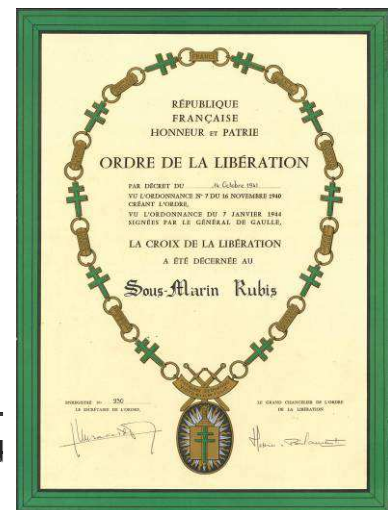 RÉPUBLIQUE
FRANÇAISE
HONNEUR ET PATRIE
ORDRE DE LA LIBÉRATION
PAR DÉCRET DU 14 Octobre 1941
VU L'ORDONNANCE N° 7 DU 16 NOVEMBRE 1940
CRÉANT L'ORDRE,
VU L'ORDONNANCE DU 7 JANVIER 1944
SIGNÉES PAR LE GÉNÉRAL DE GAULLE,
LA CROIX DE LA LIBÉRATION
A ÉTÉ DÉCERNÉE AU
Sous-Marin Rubis
ENREGISTRÉ N° 350
LE SECRÉTAIRE DE L'ORDRE,
LE GRAND CHANCELIER DE L'ORDRE
DE LA LIBÉRATION